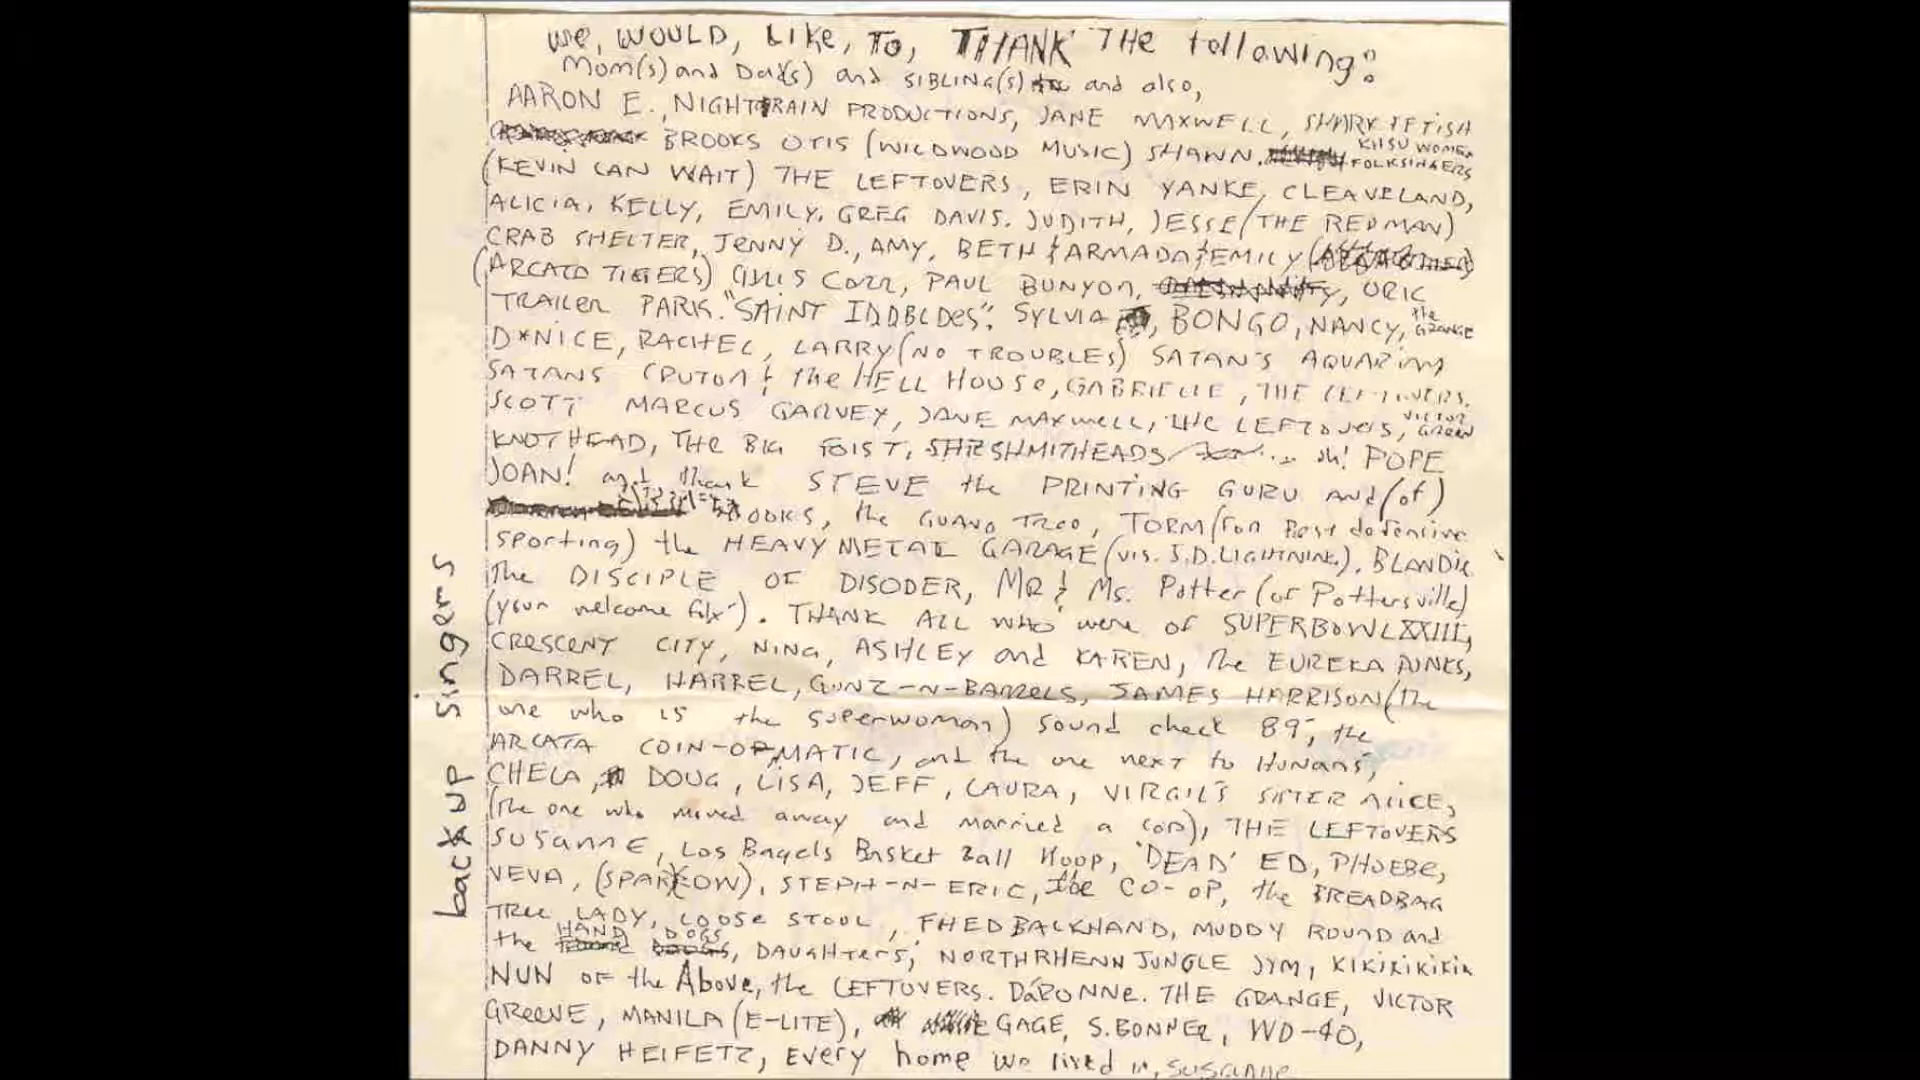 we, WOULD, Like, To, THANK THE following:
Mom(s) and Dad(s) and SIBLING(s) and also,
AARON E., NIGHTTRAIN PRODUCTIONS, JANE MAXWELL, SHARK FETISH
BROOKS OTIS (WILDWOOD MUSIC) SHAWN.
KHSU WOMEN FOLKSINGERS
(KEVIN CAN WAIT) THE LEFTOVERS, ERIN YANKE, CLEAVELAND,
ALICIA, KELLY, EMILY, GREG DAVIS. JUDITH, JESSE (THE REDMAN)
CRAB SHELTER, JENNY D., AMY, BETH & ARMADA & EMILY
(ARCATA TIGERS) CORR, PAUL BUNYON,
TRAILER PARK. "SAINT". SYLVIA, BONGO, NANCY, the GRANGE
D*NICE, RACHEL, LARRY (NO TROUBLES) SATAN'S AQUARIUM
SATANS CROTON & the HELL HOUSE, GABRIELLE, THE LEFTOVERS.
SCOTT MARCUS GARVEY, JANE MAXWELL, THE LEFTOVERS, VICTOR GREEN
KNOTHEAD, THE BIG FOIST, oh! POPE
JOAN! and thank STEVE the PRINTING GURU and (of)
BOOKS, the GUANO TREE, TORM (For Best defensive
sporting) the HEAVY METAL GARAGE (vis. J.D. LIGHTNING). BLANDIE
The DISCIPLE OF DISODER, MR & Ms. Potter (of Pottersville)
(your welcome folx). THANK ALL who were of SUPERBOWL XXIII,
CRESCENT CITY, NINA, ASHLEY and KAREN, The EUREKA PUNKS,
DARREL, HARREL, GUNZ-N-BARRELS, JAMES HARRISON (The
one who is the superwoman) sound check 89, the
ARCATA COIN-OP-MATIC, and the one next to Hunans,
CHELA, DOUG, LISA, JEFF, LAURA, VIRGIL'S SISTER ALICE,
(The one who moved away and married a cop), THE LEFTOVERS
SUSANNE, Los Bagels Basket Ball Hoop, 'DEAD' ED, PHOEBE,
VEVA, (SPARROW), STEPH-N-ERIC, the CO-OP, the BREADBAG
TREE LADY, LOOSE STOOL, FHED BACKHAND, MUDDY ROUND and
the HAND DOGS, DAUGHTERS, JUNGLE JYM, KIKIKIKIKIK
NUN OF the Above, the LEFTOVERS. DaRONNE. THE GRANGE, VICTOR
GREENE, MANILA (E-LITE), GAGE, S. BONNER, WD-40,
DANNY HEIFETZ, Every home we lived in, Susanne
backup singers